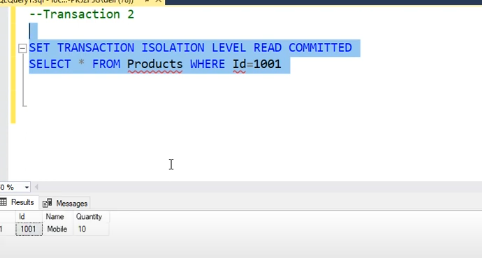 --Transaction 2
SET TRANSACTION ISOLATION LEVEL READ COMMITTED
SELECT * FROM Products WHERE Id=1001
0 %
Results Messages
Id Name Quantity
1 1001 Mobile 10